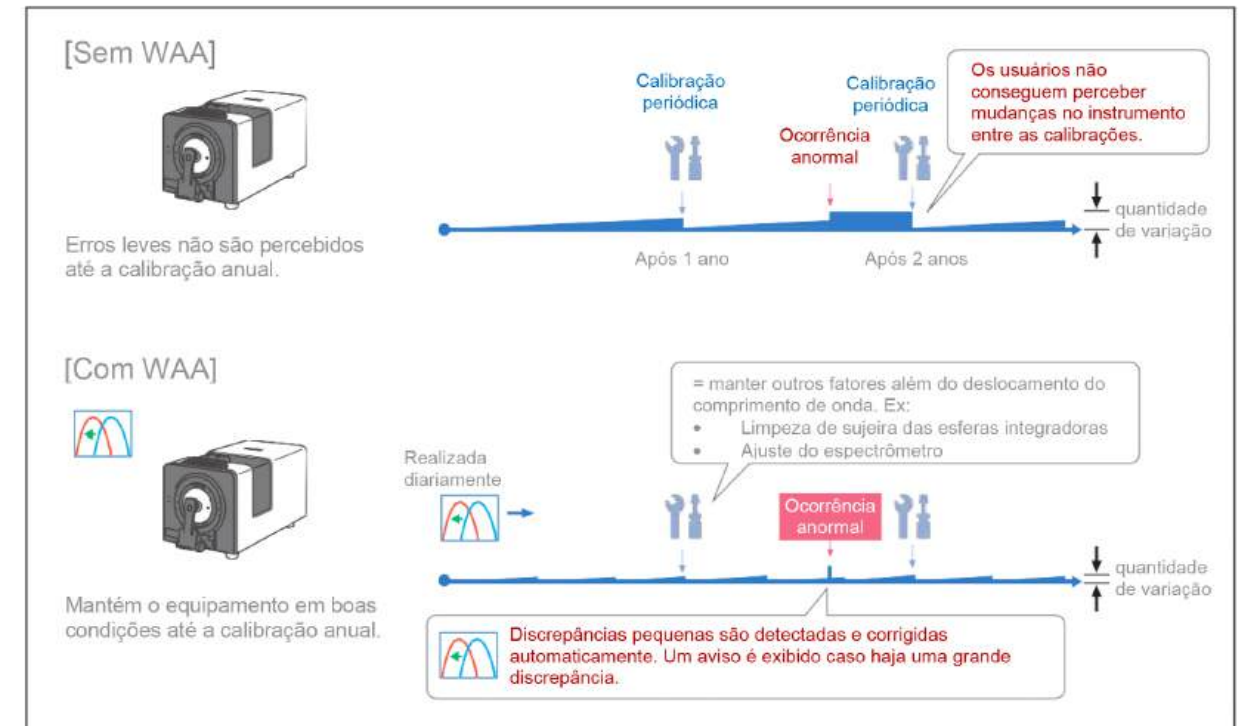 [Sem WAA]
Calibração
periódica
Calibração
periódica
Os usuários não
conseguem perceber
mudanças no instrumento
entre as calibrações.
Ocorrência
anormal
quantidade
de variação
Erros leves não são percebidos
até a calibração anual.
Após 1 ano
Após 2 anos
[Com WAA]
= manter outros fatores além do deslocamento do
comprimento de onda. Ex:
• Limpeza de sujeira das esferas integradoras
• Ajuste do espectrômetro
Realizada
diariamente
Ocorrência
anormal
quantidade
de variação
Mantém o equipamento em boas
condições até a calibração anual.
Discrepâncias pequenas são detectadas e corrigidas
automaticamente. Um aviso é exibido caso haja uma grande
discrepância.